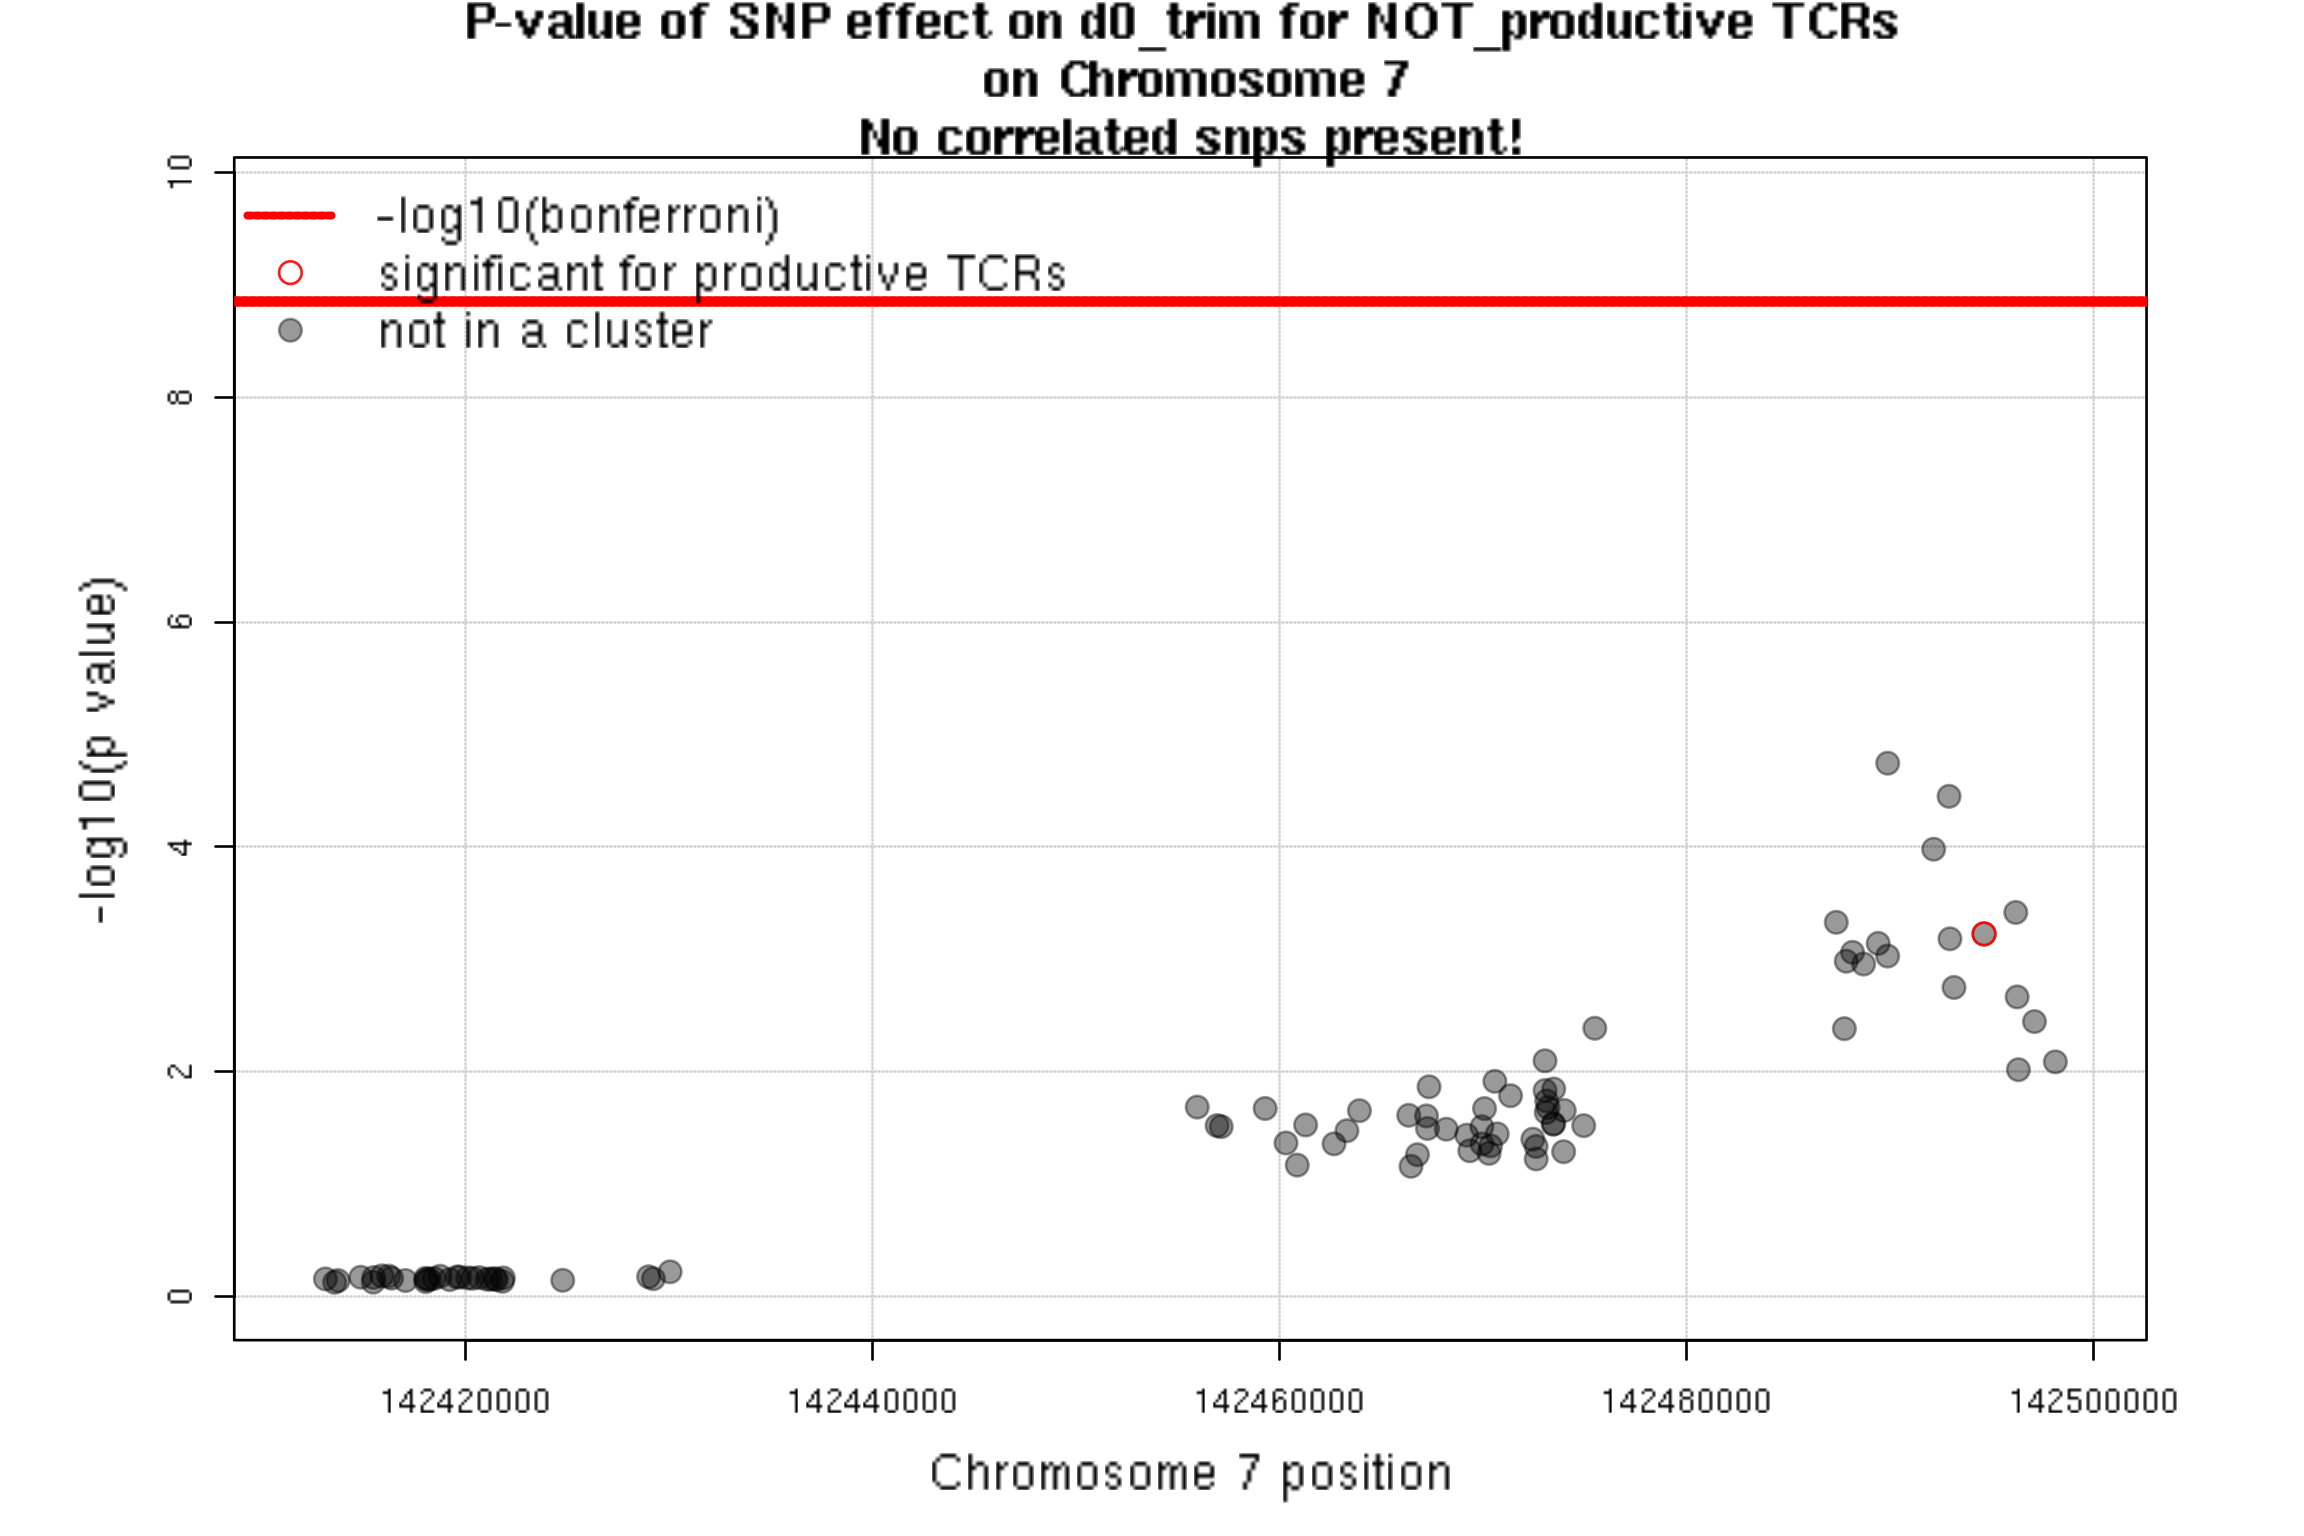 P-value of SNP effect on d0_trim for NOT_productive TCRs
on Chromosome 7
No correlated snps present!
-log10(bonferroni)
significant for productive TCRs
not in a cluster
10
8
6
4
2
0
-log10(p value)
142420000
142440000
142460000
142480000
142500000
Chromosome 7 position